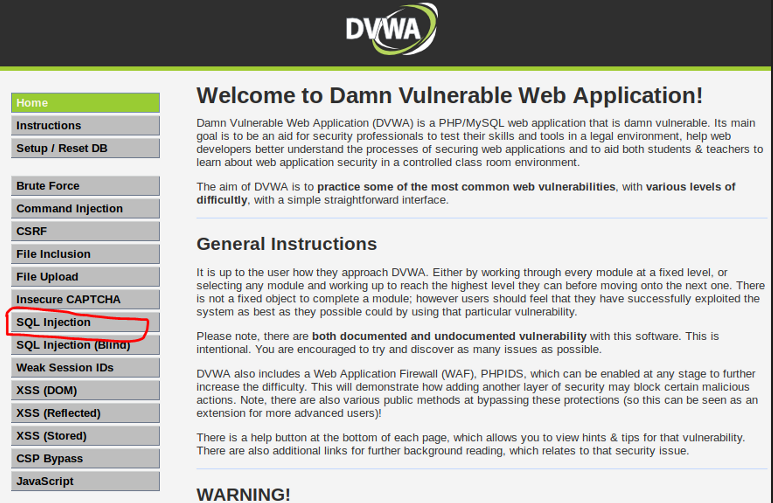 DVWA
Home
Instructions
Setup / Reset DB
Brute Force
Command Injection
CSRF
File Inclusion
File Upload
Insecure CAPTCHA
SQL Injection
SQL Injection (Blind)
Weak Session IDs
XSS (DOM)
XSS (Reflected)
XSS (Stored)
CSP Bypass
JavaScript
Welcome to Damn Vulnerable Web Application!
Damn Vulnerable Web Application (DVWA) is a PHP/MySQL web application that is damn vulnerable. Its main
goal is to be an aid for security professionals to test their skills and tools in a legal environment, help web
developers better understand the processes of securing web applications and to aid both students & teachers to
learn about web application security in a controlled class room environment.
The aim of DVWA is to practice some of the most common web vulnerabilities, with various levels of
difficultly, with a simple straightforward interface.
General Instructions
It is up to the user how they approach DVWA. Either by working through every module at a fixed level, or
selecting any module and working up to reach the highest level they can before moving onto the next one. There
is not a fixed object to complete a module; however users should feel that they have successfully exploited the
system as best as they possible could by using that particular vulnerability.
Please note, there are both documented and undocumented vulnerability with this software. This is
intentional. You are encouraged to try and discover as many issues as possible.
DVWA also includes a Web Application Firewall (WAF), PHPIDS, which can be enabled at any stage to further
increase the difficulty. This will demonstrate how adding another layer of security may block certain malicious
actions. Note, there are also various public methods at bypassing these protections (so this can be seen as an
extension for more advanced users)!
There is a help button at the bottom of each page, which allows you to view hints & tips for that vulnerability.
There are also additional links for further background reading, which relates to that security issue.
WARNING!